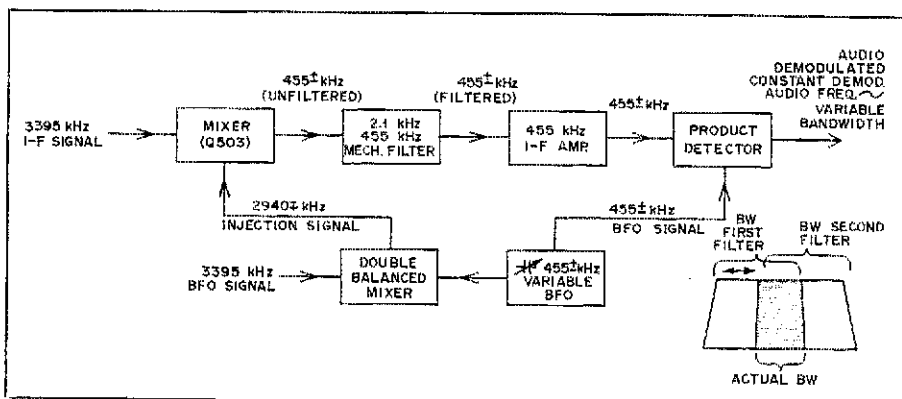 455± kHz
(UNFILTERED)
455± kHz
(FILTERED)
455± kHz
AUDIO
DEMODULATED
CONSTANT DEMOD.
AUDIO FREQ. ~
VARIABLE
BANDWIDTH
3395 kHz
I-F SIGNAL
MIXER
(Q503)
2.1 kHz
455 kHz
MECH. FILTER
455 kHz
I-F AMP.
PRODUCT
DETECTOR
2940∓ kHz
INJECTION SIGNAL
455± kHz
BFO SIGNAL
3395 kHz
BFO SIGNAL
DOUBLE
BALANCED
MIXER
455± kHz
VARIABLE
BFO
BW
FIRST
FILTER
BW SECOND
FILTER
ACTUAL BW